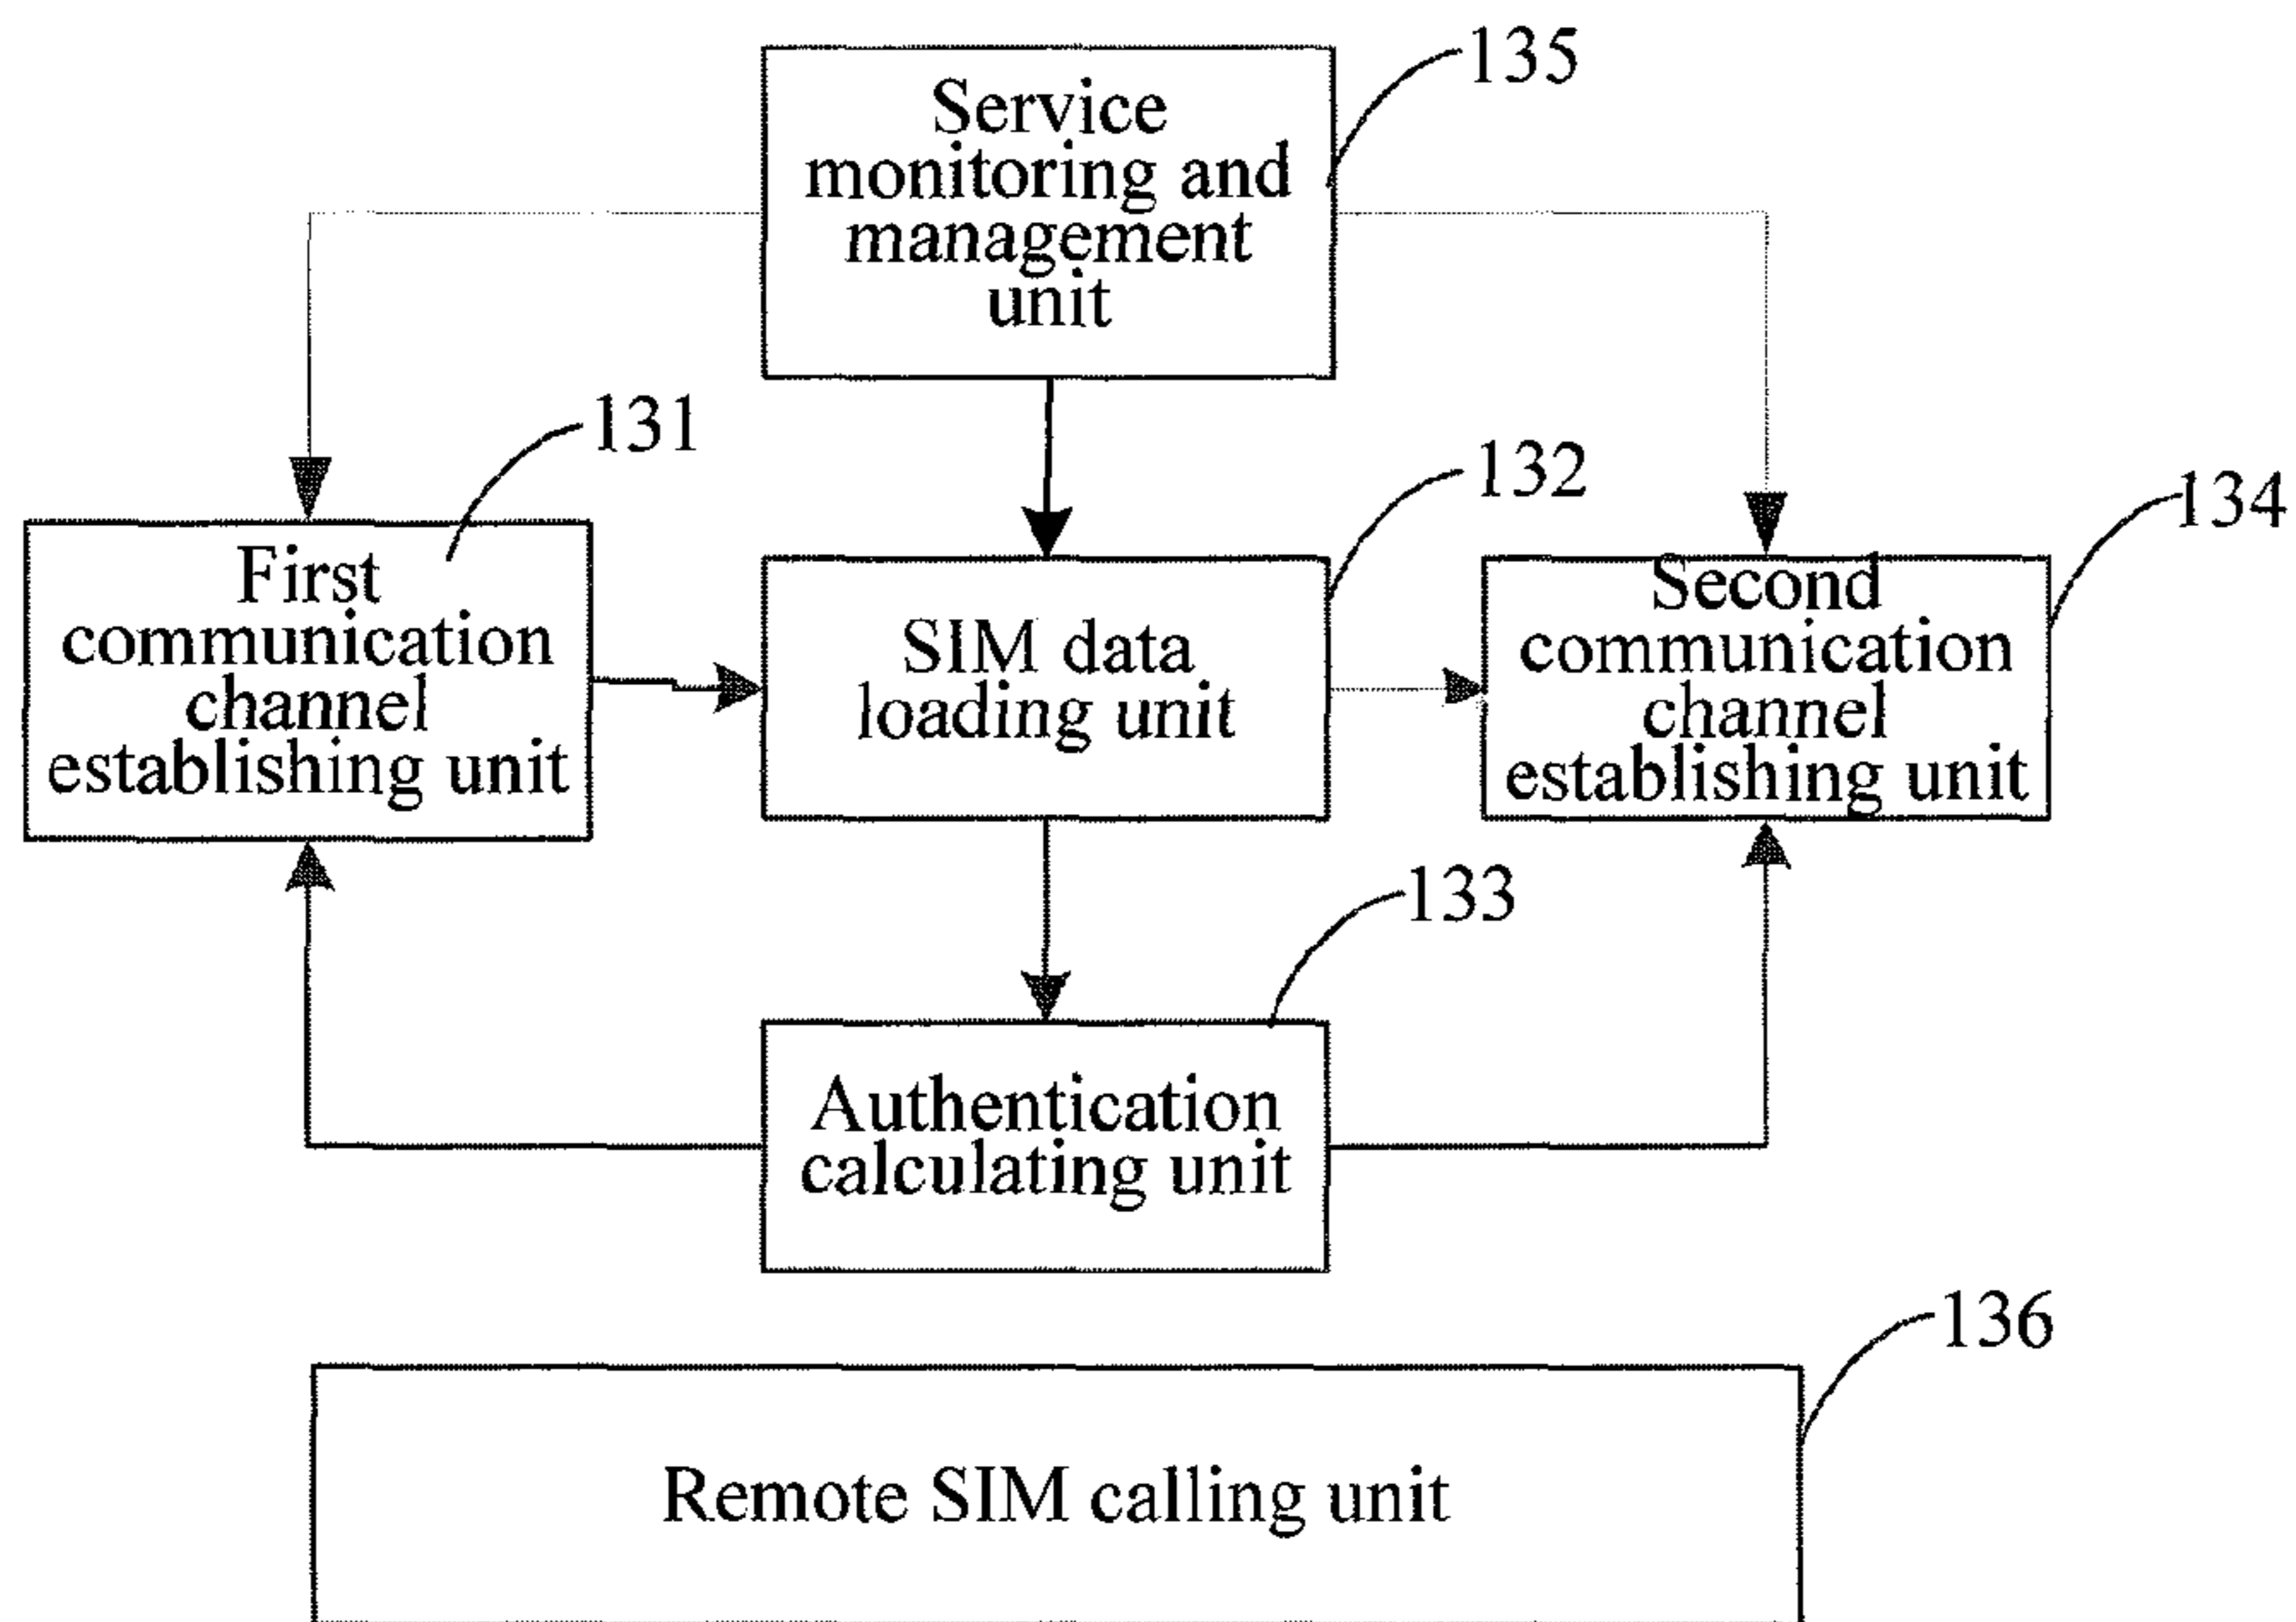 135
Service
monitoring and
management
unit
131
132
134
First
communication
channel
establishing unit
SIM data
loading unit
Second
communication
channel
establishing unit
133
Authentication
calculating unit
136
Remote SIM calling unit